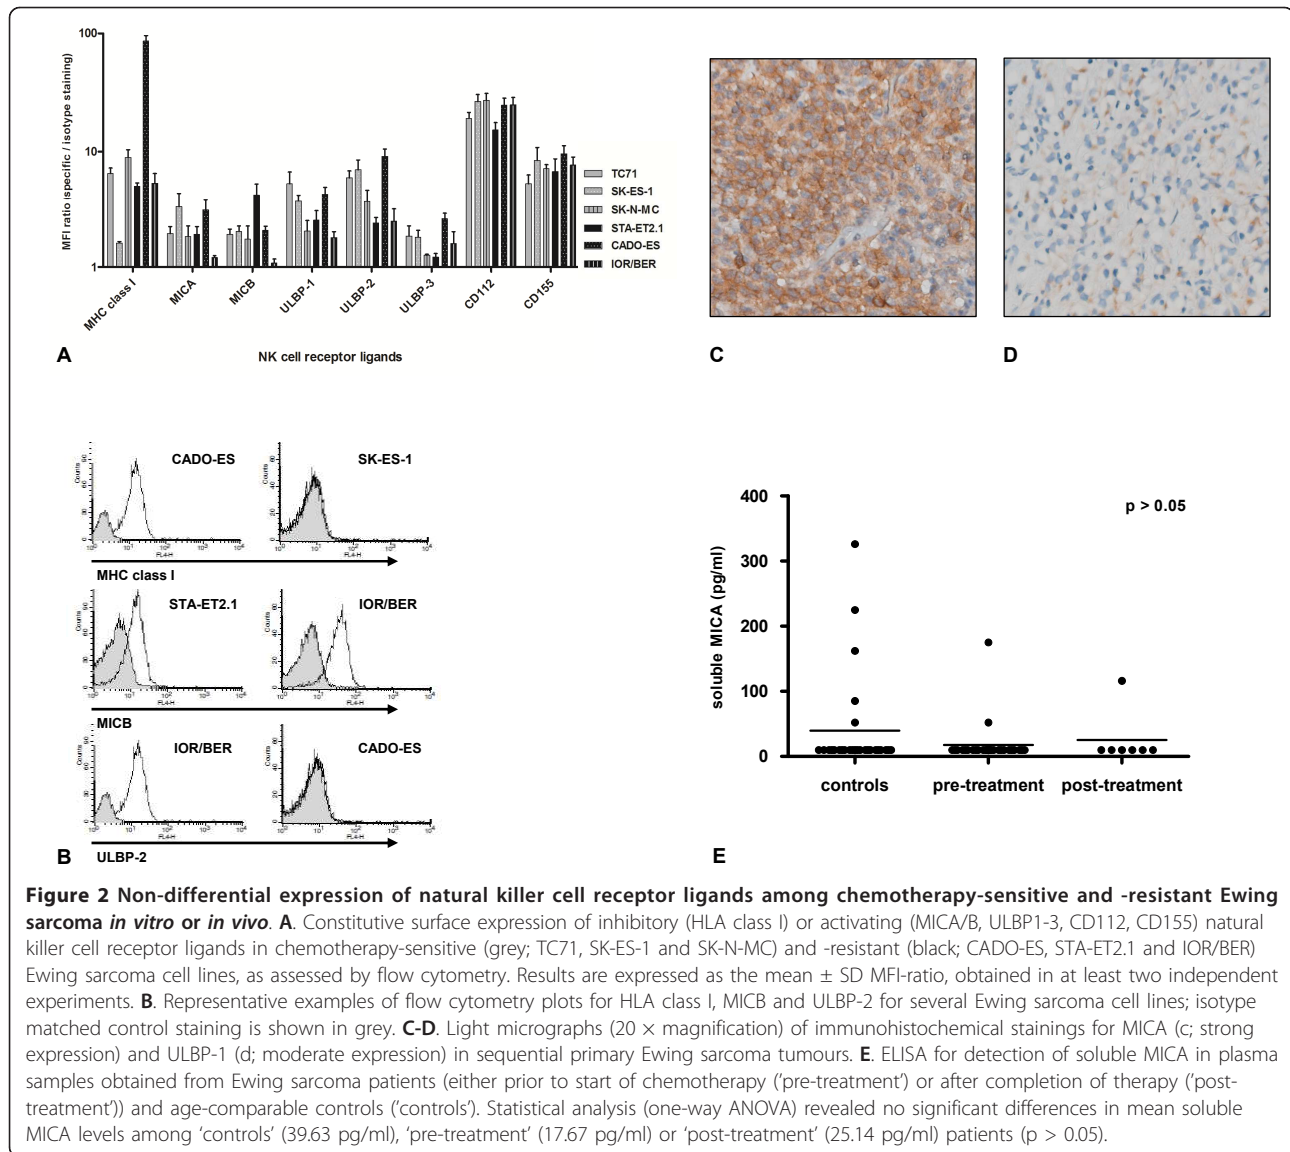 100
10
1
MFI ratio (specific / isotype staining)
MHC class I
MICA
MICB
ULBP-1
ULBP-2
ULBP-3
CD112
CD155
TC71
SK-ES-1
SK-N-MC
STA-ET2.1
CADO-ES
IOR/BER
A
NK cell receptor ligands
C
D
CADO-ES
SK-ES-1
Counts
Counts
FL4-H
FL4-H
MHC class I
STA-ET2.1
IOR/BER
Counts
Counts
FL4-H
FL4-H
MICB
IOR/BER
CADO-ES
Counts
Counts
FL4-H
FL4-H
B
ULBP-2
400
300
200
100
0
soluble MICA (pg/ml)
p > 0.05
controls
pre-treatment
post-treatment
E
Figure 2 Non-differential expression of natural killer cell receptor ligands among chemotherapy-sensitive and -resistant Ewing
sarcoma in vitro or in vivo. A. Constitutive surface expression of inhibitory (HLA class I) or activating (MICA/B, ULBP1-3, CD112, CD155) natural
killer cell receptor ligands in chemotherapy-sensitive (grey; TC71, SK-ES-1 and SK-N-MC) and -resistant (black; CADO-ES, STA-ET2.1 and IOR/BER)
Ewing sarcoma cell lines, as assessed by flow cytometry. Results are expressed as the mean ± SD MFI-ratio, obtained in at least two independent
experiments. B. Representative examples of flow cytometry plots for HLA class I, MICB and ULBP-2 for several Ewing sarcoma cell lines; isotype
matched control staining is shown in grey. C-D. Light micrographs (20 × magnification) of immunohistochemical stainings for MICA (c; strong
expression) and ULBP-1 (d; moderate expression) in sequential primary Ewing sarcoma tumours. E. ELISA for detection of soluble MICA in plasma
samples obtained from Ewing sarcoma patients (either prior to start of chemotherapy ('pre-treatment') or after completion of therapy ('post-
treatment')) and age-comparable controls ('controls'). Statistical analysis (one-way ANOVA) revealed no significant differences in mean soluble
MICA levels among 'controls' (39.63 pg/ml), 'pre-treatment' (17.67 pg/ml) or 'post-treatment' (25.14 pg/ml) patients (p > 0.05).